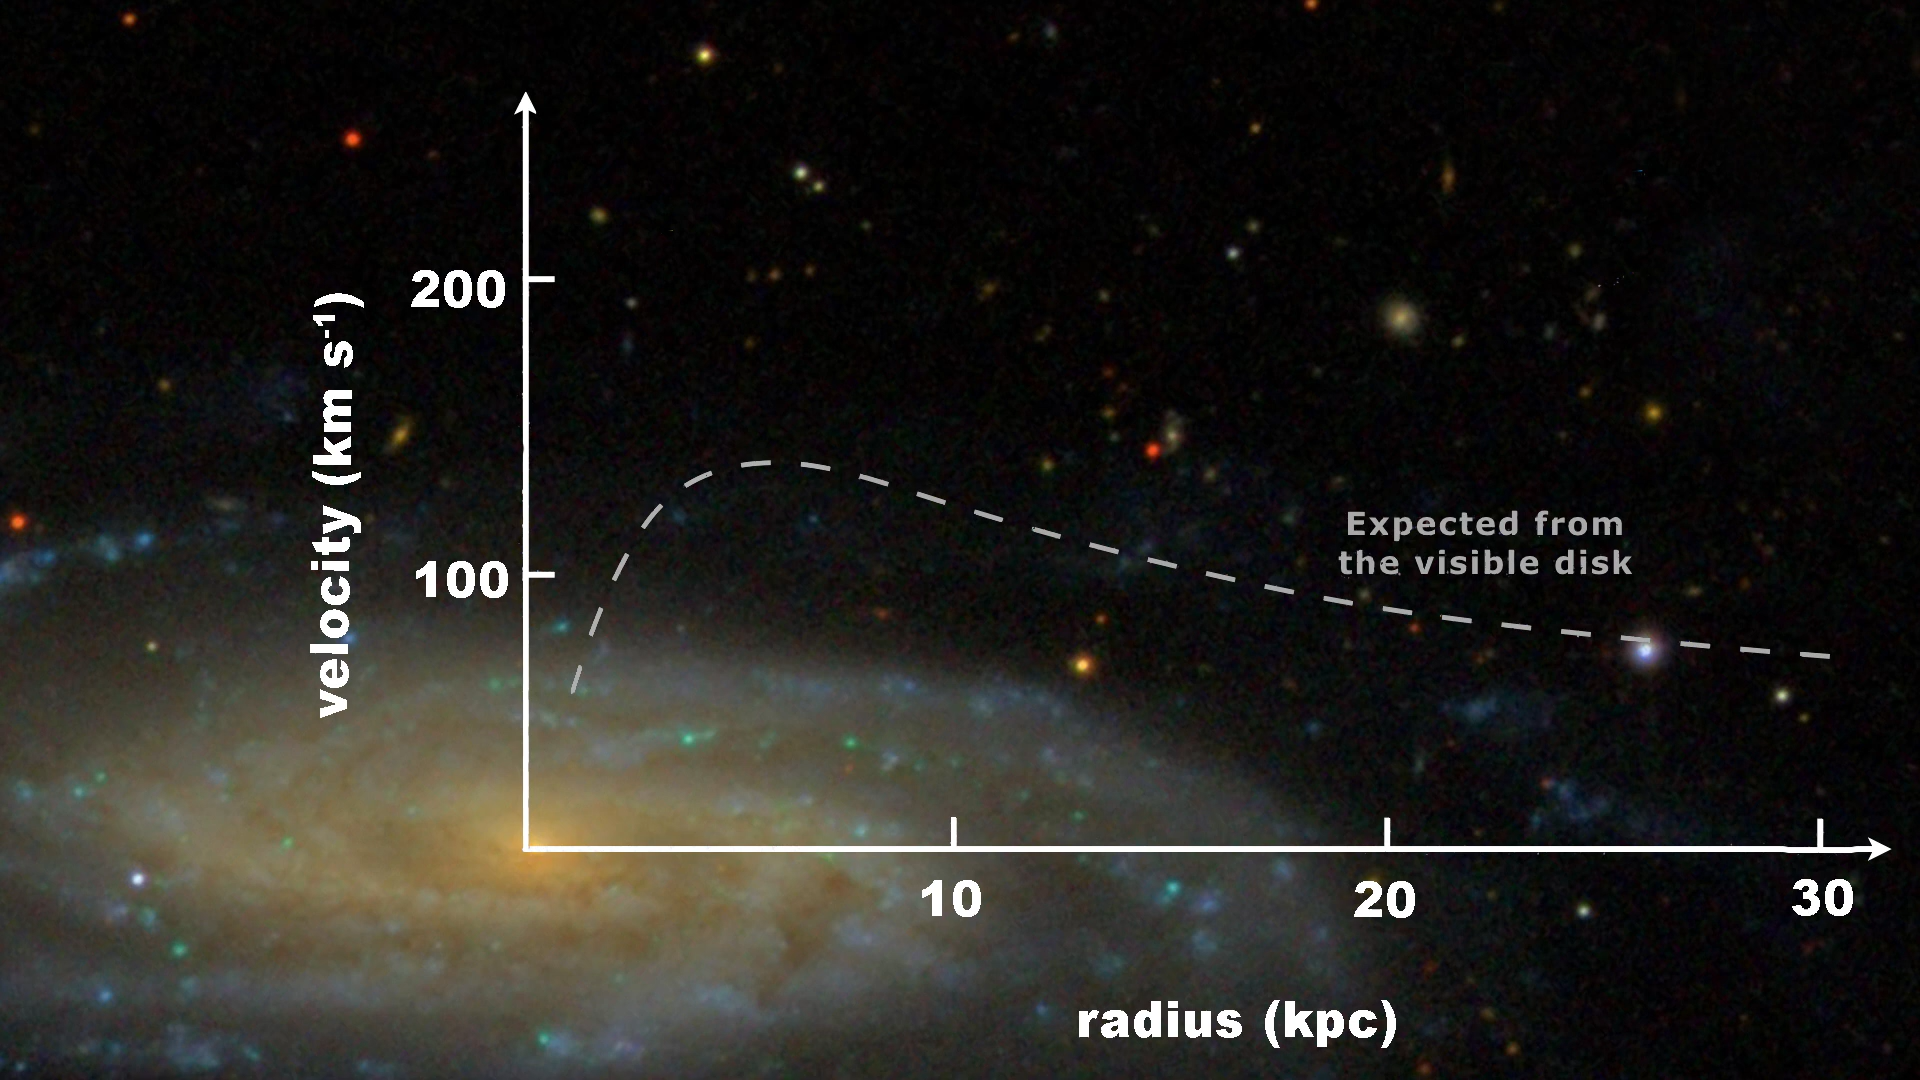 200
velocity (km s-1)
100
Expected from
the visible disk
10
20
30
radius (kpc)